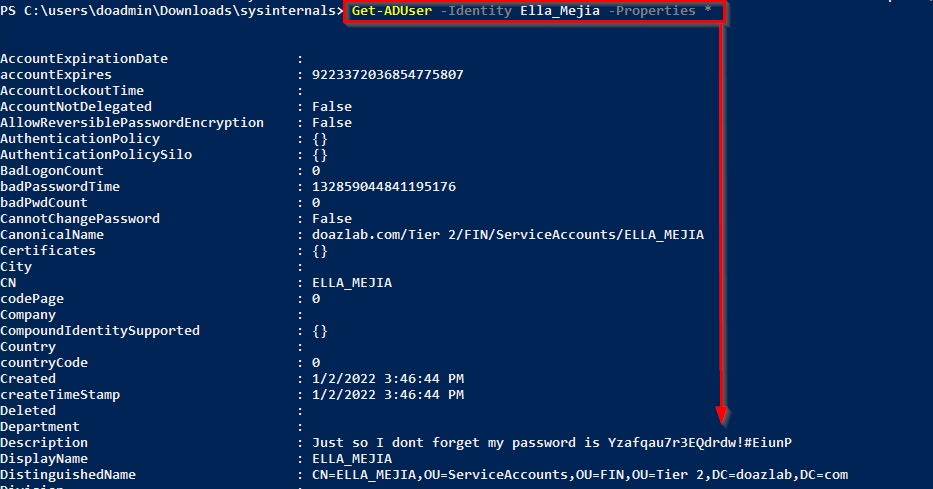 PS C:\users\doadmin\Downloads\sysinternals> Get-ADUser -Identity Ella_Mejia -Properties *
AccountExpirationDate :
accountExpires : 9223372036854775807
AccountLockoutTime :
AccountNotDelegated : False
AllowReversiblePasswordEncryption : False
AuthenticationPolicy : {}
AuthenticationPolicySilo : {}
BadLogonCount : 0
badPasswordTime : 132859044841195176
badPwdCount : 0
CannotChangePassword : False
CanonicalName : doazlab.com/Tier 2/FIN/ServiceAccounts/ELLA_MEJIA
Certificates : {}
City :
CN : ELLA_MEJIA
codePage : 0
Company :
CompoundIdentitySupported : {}
Country :
countryCode : 0
Created : 1/2/2022 3:46:44 PM
createTimeStamp : 1/2/2022 3:46:44 PM
Deleted :
Department :
Description : Just so I dont forget my password is Yzafqau7r3EQdrdw!#EiunP
DisplayName : ELLA_MEJIA
DistinguishedName : CN=ELLA_MEJIA,OU=ServiceAccounts,OU=FIN,OU=Tier 2,DC=doazlab,DC=com